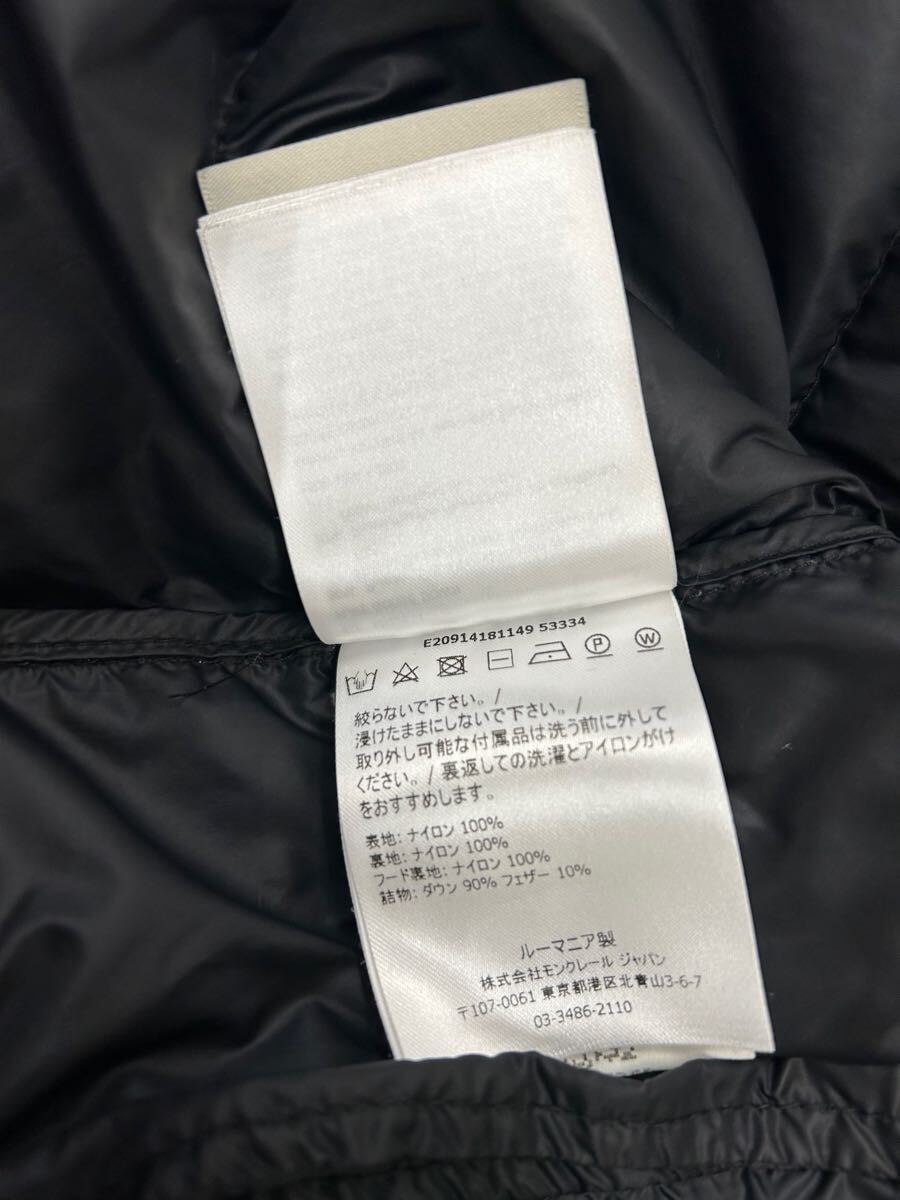 E20914181149 53334
絞らないで下さい。/
浸けたままにしないで下さい。/
取り外し可能な付属品は洗う前に外して
ください。/ 裏返しての洗濯とアイロンがけ
をおすすめします。
表地: ナイロン 100%
裏地: ナイロン 100%
フード裏地: ナイロン 100%
詰物: ダウン 90% フェザー 10%
ルーマニア製
株式会社モンクレール ジャパン
〒107-0061 東京都港区北青山3-6-7
03-3486-2110